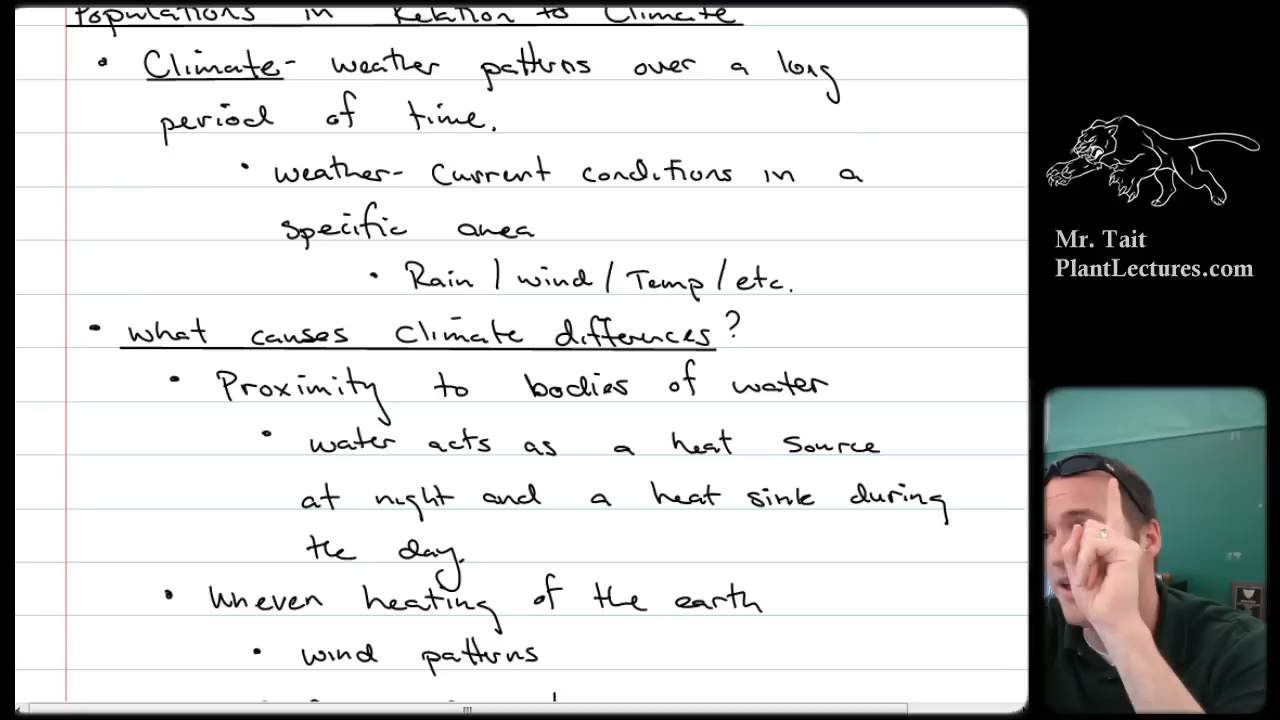 Populations in Relation to Climate
• Climate - weather patterns over a long
period of time.
• weather - current conditions in a
specific area
• Rain / wind / Temp / etc.
• What causes Climate differences?
• Proximity to bodies of water
• water acts as a heat source
at night and a heat sink during
the day.
• Uneven heating of the earth
• wind patterns
Mr. Tait
PlantLectures.com